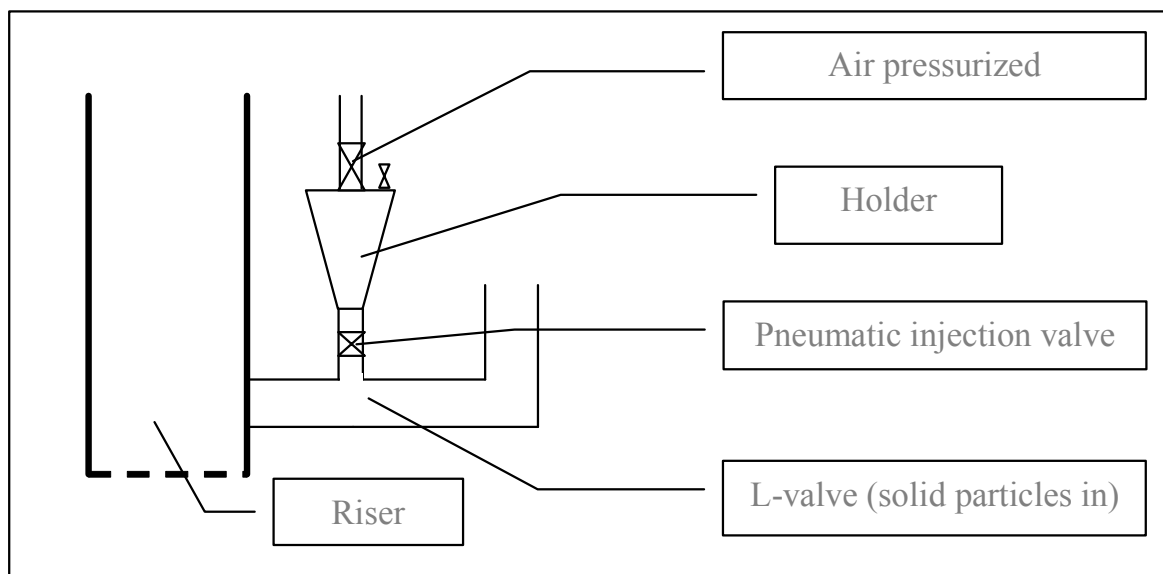 Air pressurized
Holder
Pneumatic injection valve
L-valve (solid particles in)
Riser